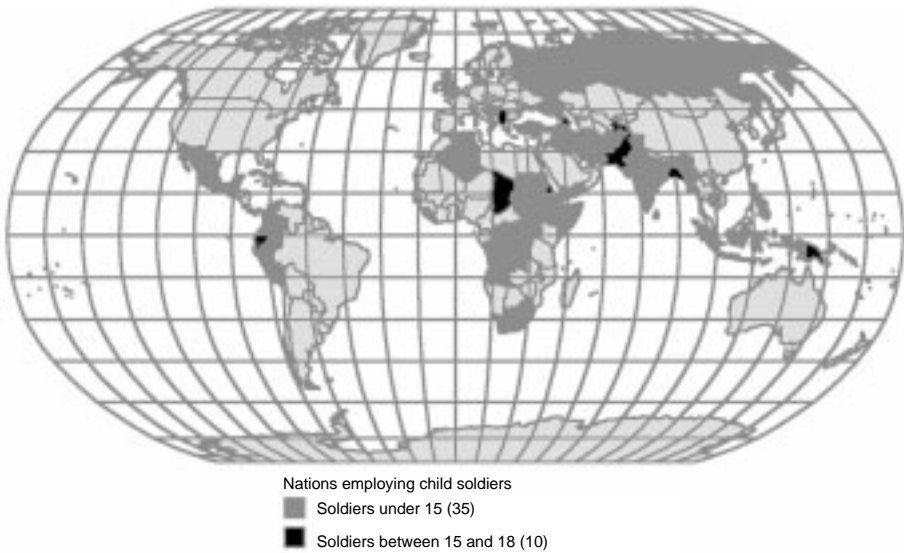 Nations employing child soldiers
Soldiers under 15 (35)
Soldiers between 15 and 18 (10)